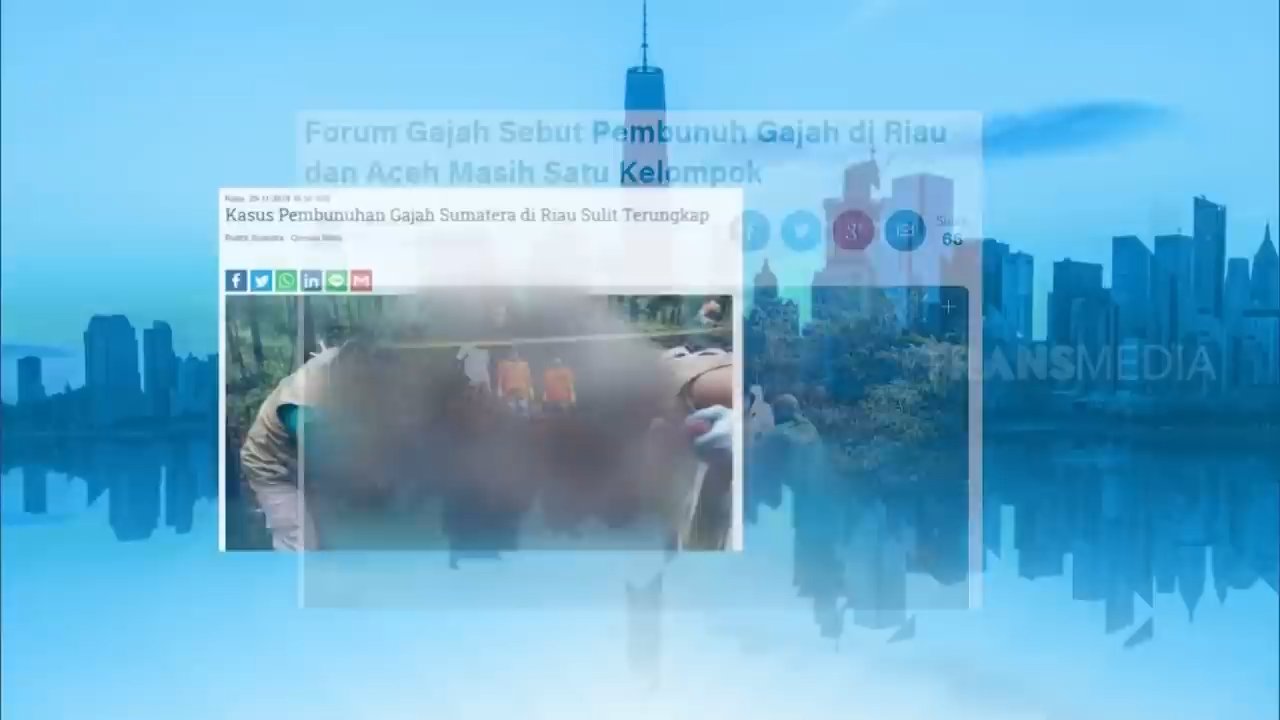 Forum Gajah Sebut Pembunuh Gajah di Riau
dan Aceh Masih Satu Kelompok
Kasus Pembunuhan Gajah Sumatera di Riau Sulit Terungkap
66
TRANSMEDIA